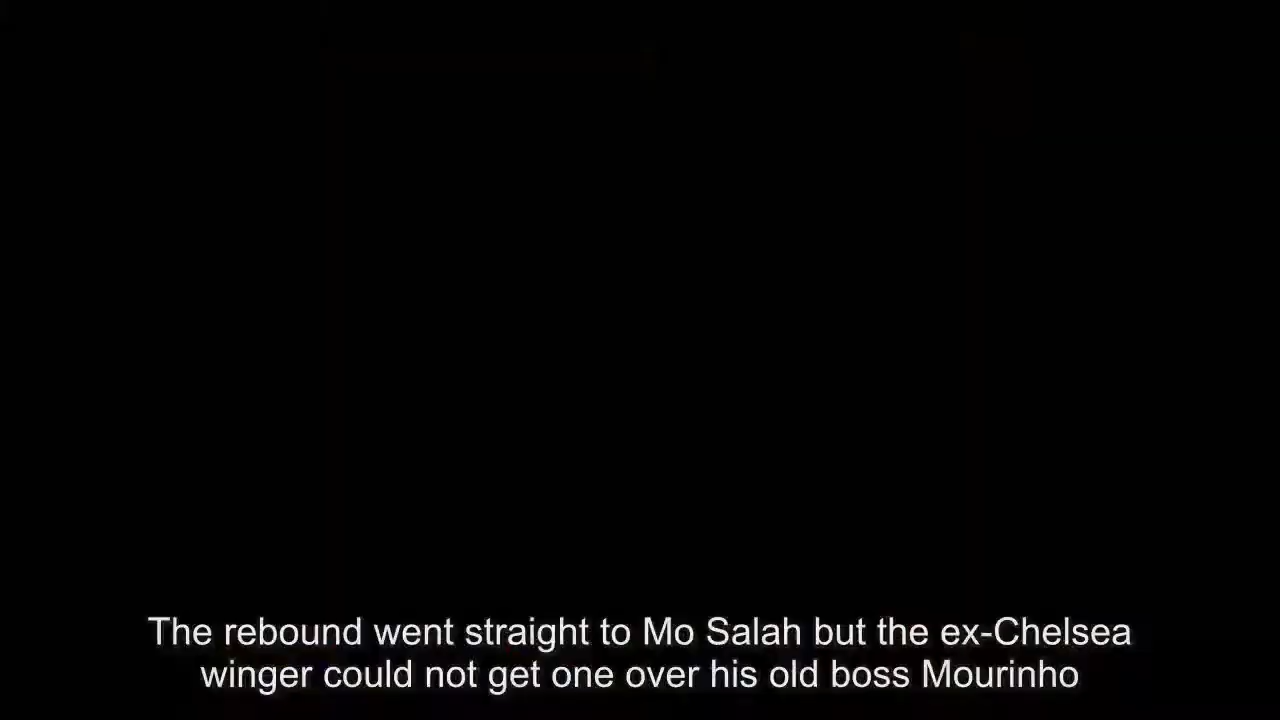 The rebound went straight to Mo Salah but the ex-Chelsea
winger could not get one over his old boss Mourinho